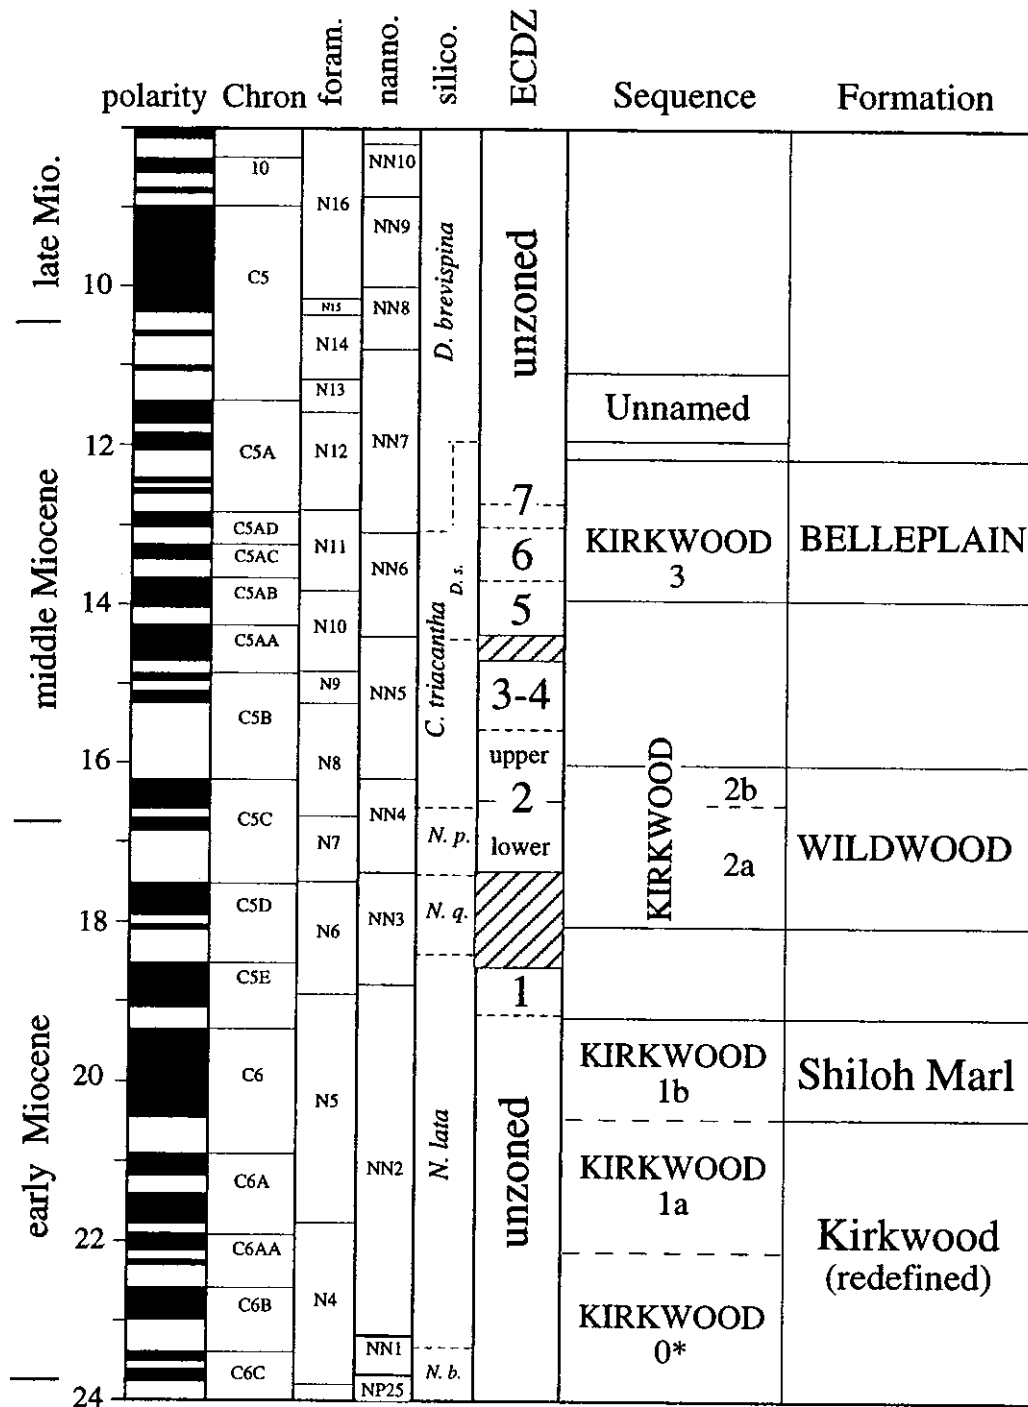 polarity Chron foram. nanno. silico. ECDZ Sequence Formation
late Mio.
middle Miocene
early Miocene
10
12
14
16
18
20
22
24
10
C5
C5A
C5AD
C5AC
C5AB
C5AA
C5B
C5C
C5D
C5E
C6
C6A
C6AA
C6B
C6C
N16
N15
N14
N13
N12
N11
N10
N9
N8
N7
N6
N5
N4
NN10
NN9
NN8
NN7
NN6
NN5
NN4
NN3
NN2
NN1
NP25
D. brevispina
D. s.
C. triacantha
N. p.
N. q.
N. lata
N. b.
unzoned
7
6
5
3-4
upper
2
lower
1
unzoned
Unnamed
KIRKWOOD
3
KIRKWOOD
2b
2a
KIRKWOOD
1b
KIRKWOOD
1a
KIRKWOOD
0*
BELLEPLAIN
WILDWOOD
Shiloh Marl
Kirkwood
(redefined)